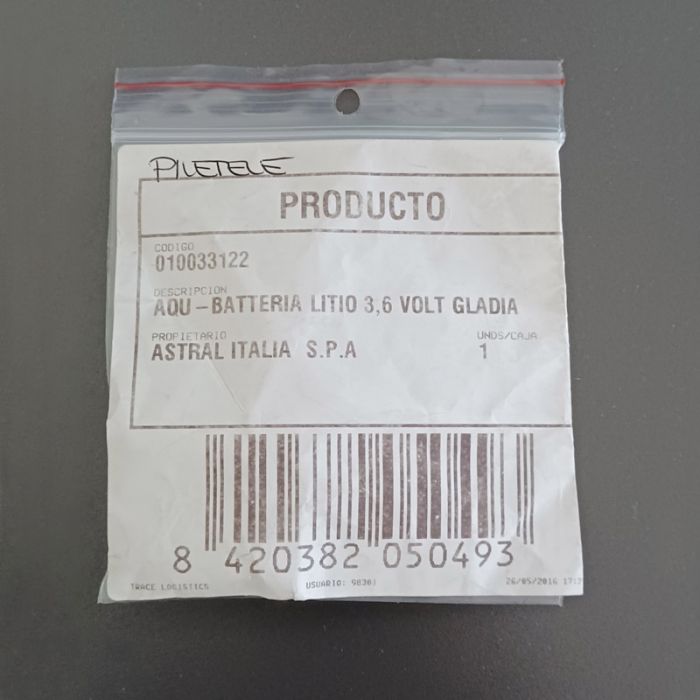 PILETELE
PRODUCTO
CODIGO
010033122
DESCRIPCION
AQU-BATTERIA LITIO 3,6 VOLT GLADIA
PROPIETARIO UNDS/CAJA
ASTRAL ITALIA S.P.A 1
8 420382 050493
TRACE LOGISTICS USUARIO: 26/05/2016